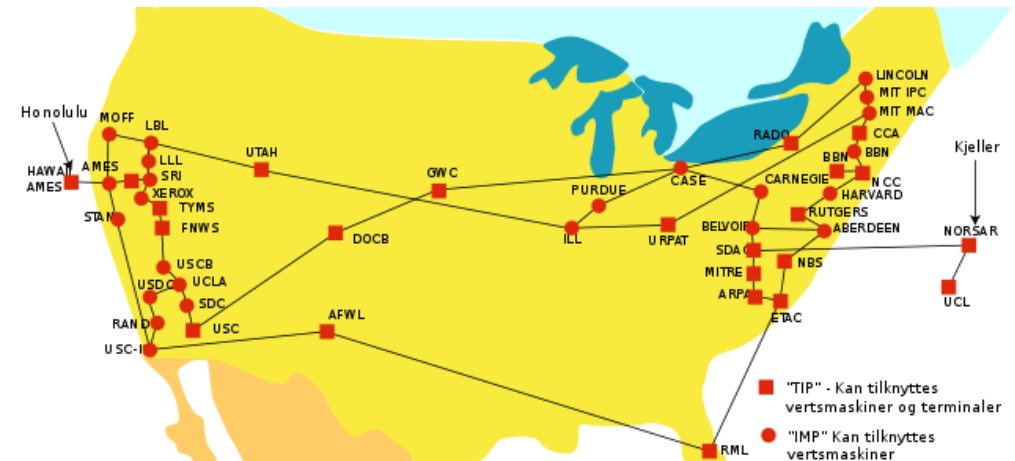 LINCOLN
MIT IPC
MIT MAC
Honolulu
MOFF
LBL
RADO
CCA
Kjeller
UTAH
LLL
BBN
BBN
HAWAII
AMES
SRI
AMES
GWC
CASE
CARNEGIE
NCC
PURDUE
XEROX
HARVARD
TYMS
STAN
RUTGERS
FNWS
BELVOIR
ABERDEEN
NORSAR
DOCB
ILL
URPAT
SDAC
USCB
NBS
MITRE
USDC
UCLA
ARPA
SDC
UCL
AFWL
ETAC
RAND
USC
USC-I
"TIP" - Kan tilknyttes
vertsmaskiner og terminaler
"IMP" Kan tilknyttes
vertsmaskiner
RML